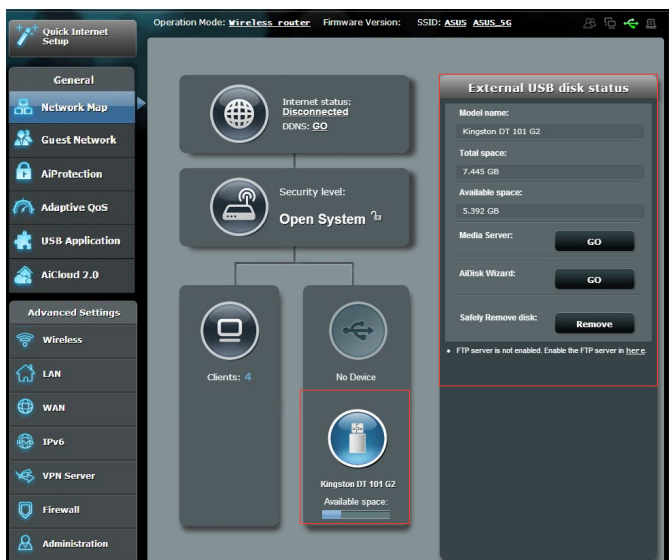 Operation Mode: Wireless router Firmware Version: SSID: ASUS ASUS_5G
Quick Internet
Setup
General
Network Map
Guest Network
AiProtection
Adaptive QoS
USB Application
AiCloud 2.0
Advanced Settings
Wireless
LAN
WAN
IPv6
VPN Server
Firewall
Administration
Internet status:
Disconnected
DDNS: GO
Security level:
Open System
Clients: 4
No Device
Kingston DT 101 G2
Available space:
External USB disk status
Model name:
Kingston DT 101 G2
Total space:
7.445 GB
Available space:
5.392 GB
Media Server: GO
AiDisk Wizard: GO
Safely Remove disk: Remove
• FTP server is not enabled. Enable the FTP server in here.